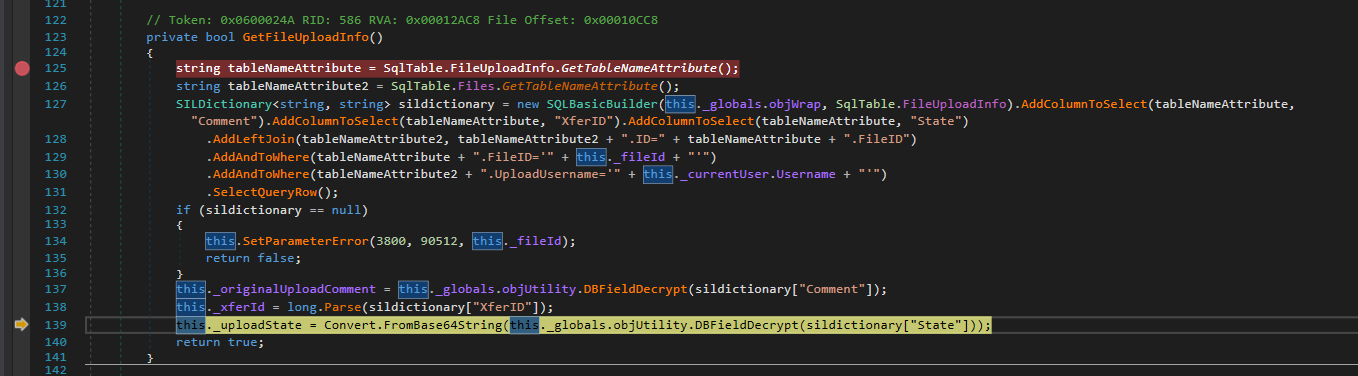 121
122 // Token: 0x0600024A RID: 586 RVA: 0x00012AC8 File Offset: 0x00010CC8
123 private bool GetFileUploadInfo()
124 {
125 string tableNameAttribute = SqlTable.FileUploadInfo.GetTableNameAttribute();
126 string tableNameAttribute2 = SqlTable.Files.GetTableNameAttribute();
127 SILDictionary<string, string> sildictionary = new SQLBasicBuilder(this._globals.objWrap, SqlTable.FileUploadInfo).AddColumnToSelect(tableNameAttribute,
"Comment").AddColumnToSelect(tableNameAttribute, "XferID").AddColumnToSelect(tableNameAttribute, "State")
128 .AddLeftJoin(tableNameAttribute2, tableNameAttribute2 + ".ID=" + tableNameAttribute + ".FileID")
129 .AddAndToWhere(tableNameAttribute + ".FileID='" + this._fileId + "'")
130 .AddAndToWhere(tableNameAttribute2 + ".UploadUsername='" + this._currentUser.Username + "'")
131 .SelectQueryRow();
132 if (sildictionary == null)
133 {
134 this.SetParameterError(3800, 90512, this._fileId);
135 return false;
136 }
137 this._originalUploadComment = this._globals.objUtility.DBFieldDecrypt(sildictionary["Comment"]);
138 this._xferId = long.Parse(sildictionary["XferID"]);
139 this._uploadState = Convert.FromBase64String(this._globals.objUtility.DBFieldDecrypt(sildictionary["State"]));
140 return true;
141 }
142